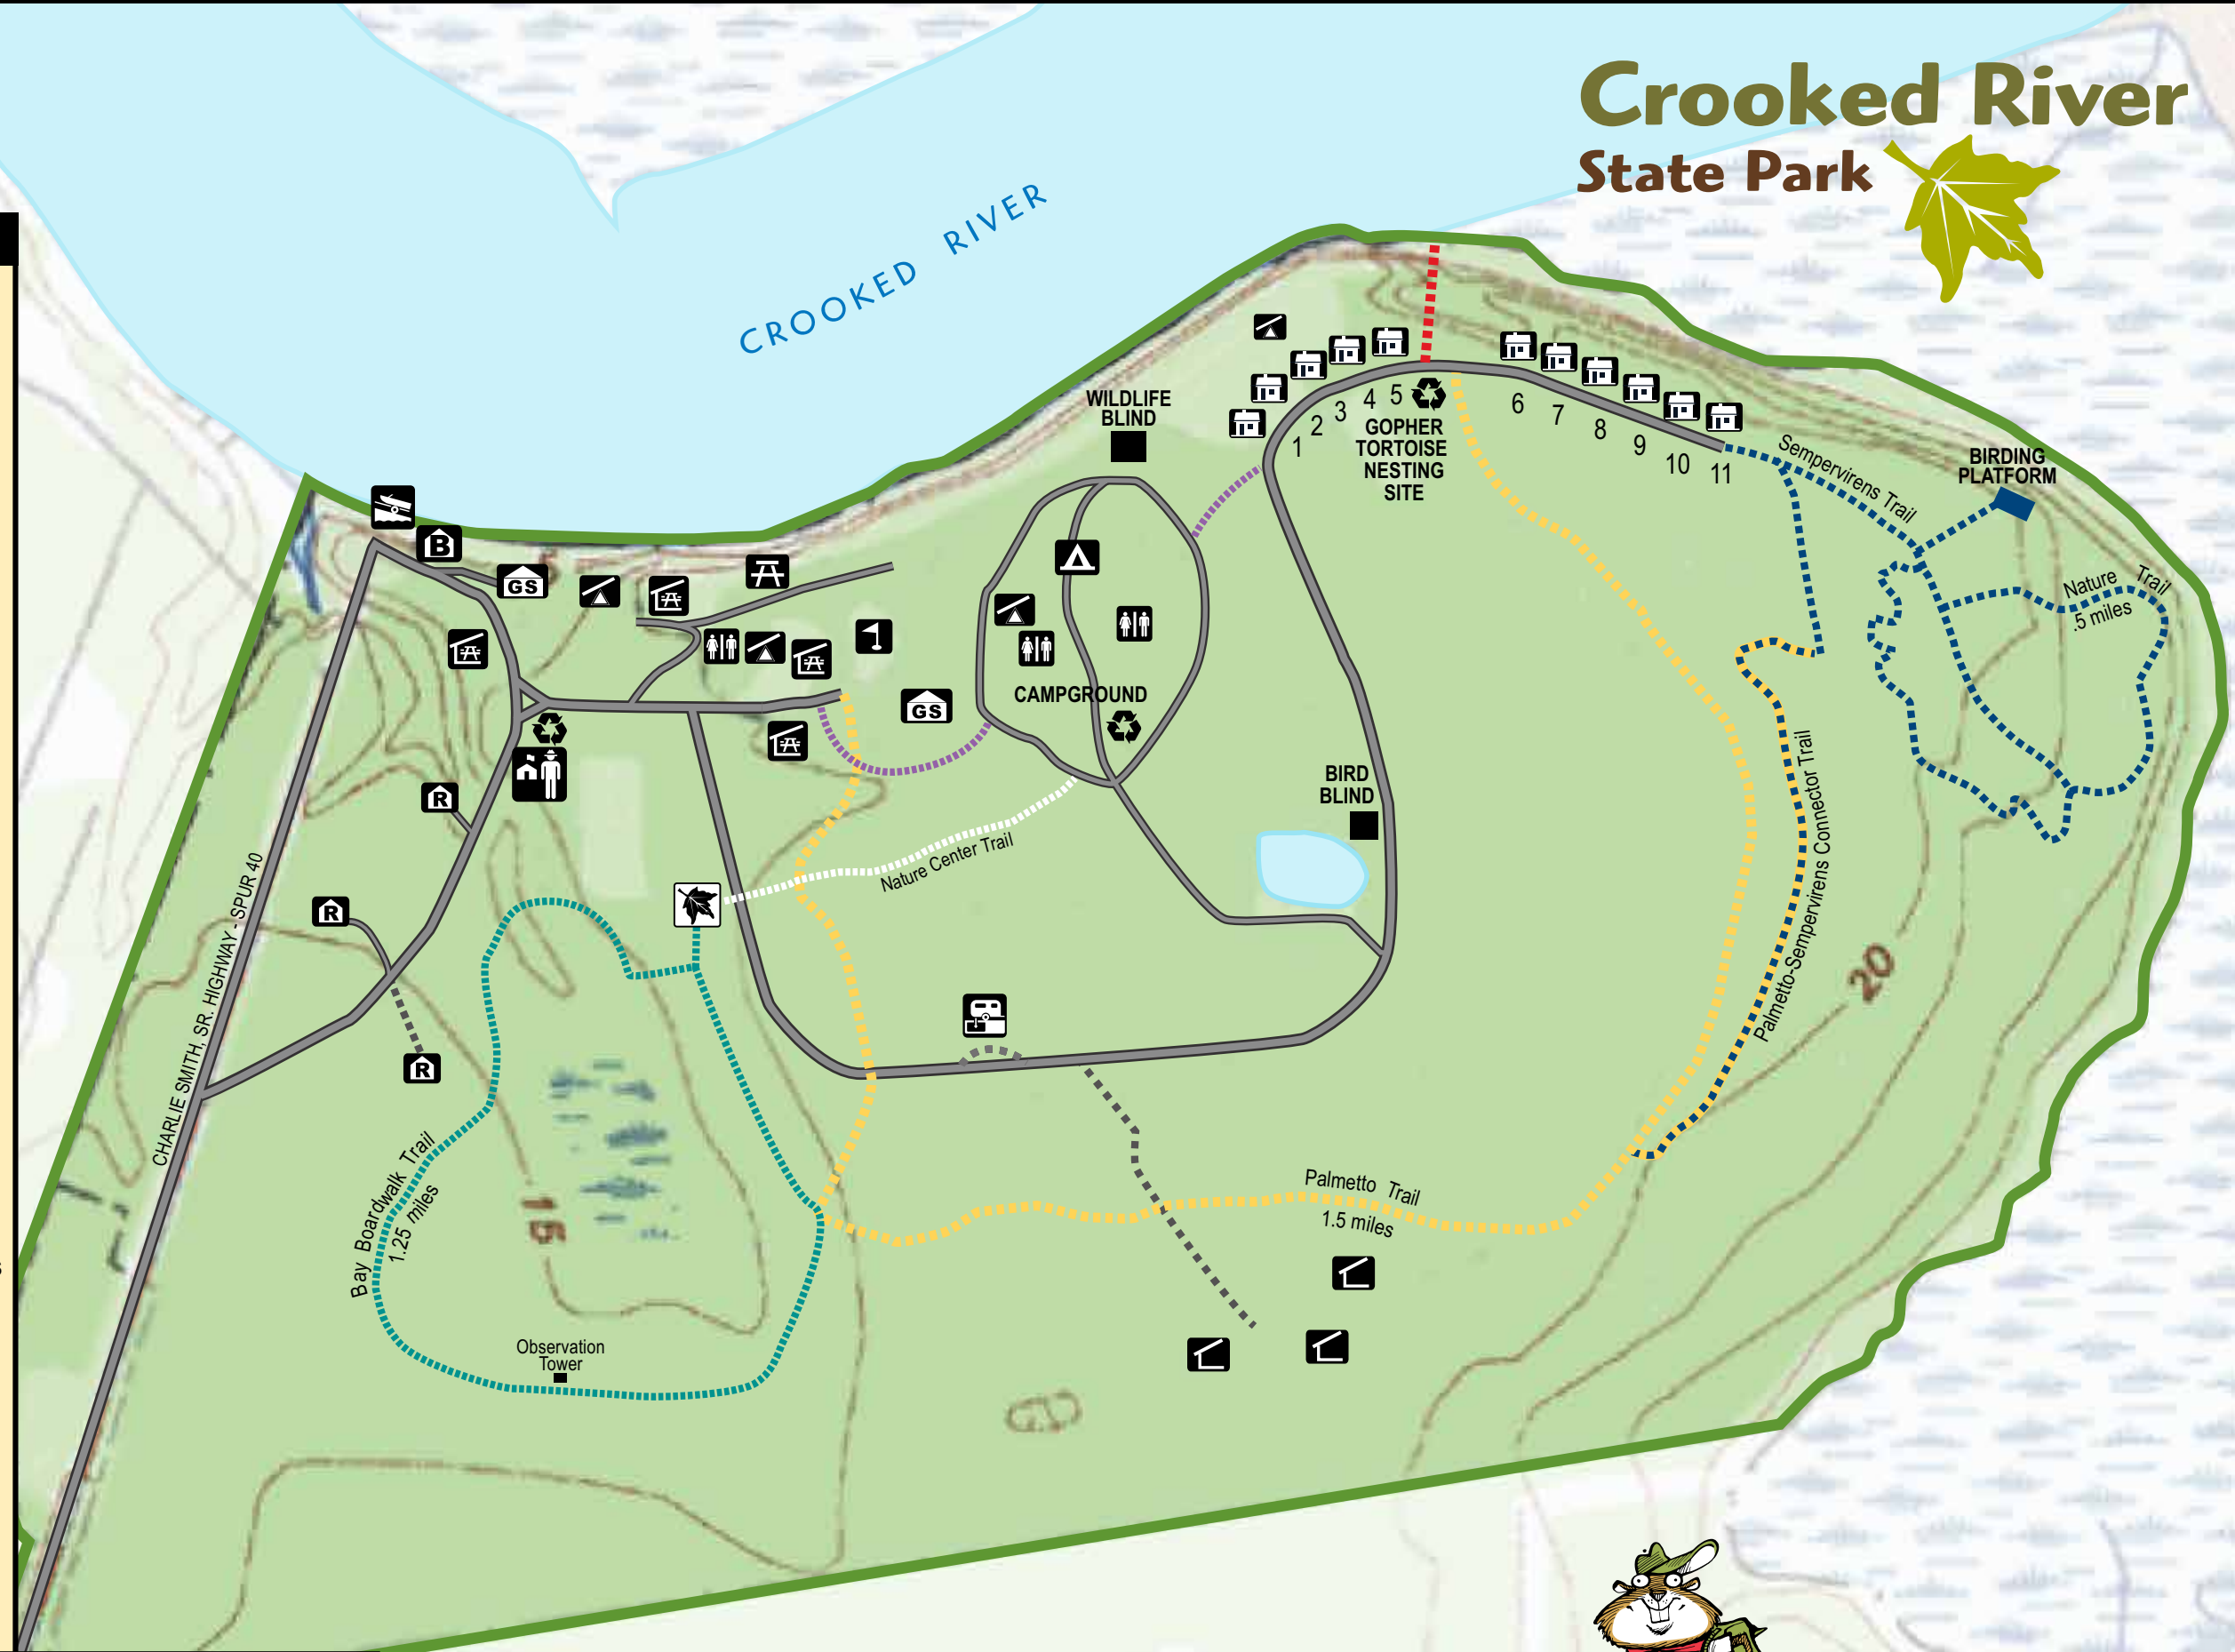 Crooked River
State Park
CROOKED RIVER
WILDLIFE
BLIND
1
2
3
4
5
6
7
8
9
10
11
GOPHER
TORTOISE
NESTING
SITE
Sempervirens Trail
BIRDING
PLATFORM
Nature Trail
.5 miles
B
GS
GS
CAMPGROUND
BIRD
BLIND
R
R
R
Nature Center Trail
CHARLIE SMITH, SR. HIGHWAY - SPUR 40
Palmetto-Sempervirens Connector Trail
20
15
Bay Boardwalk Trail
1.25 miles
Palmetto Trail
1.5 miles
Observation
Tower